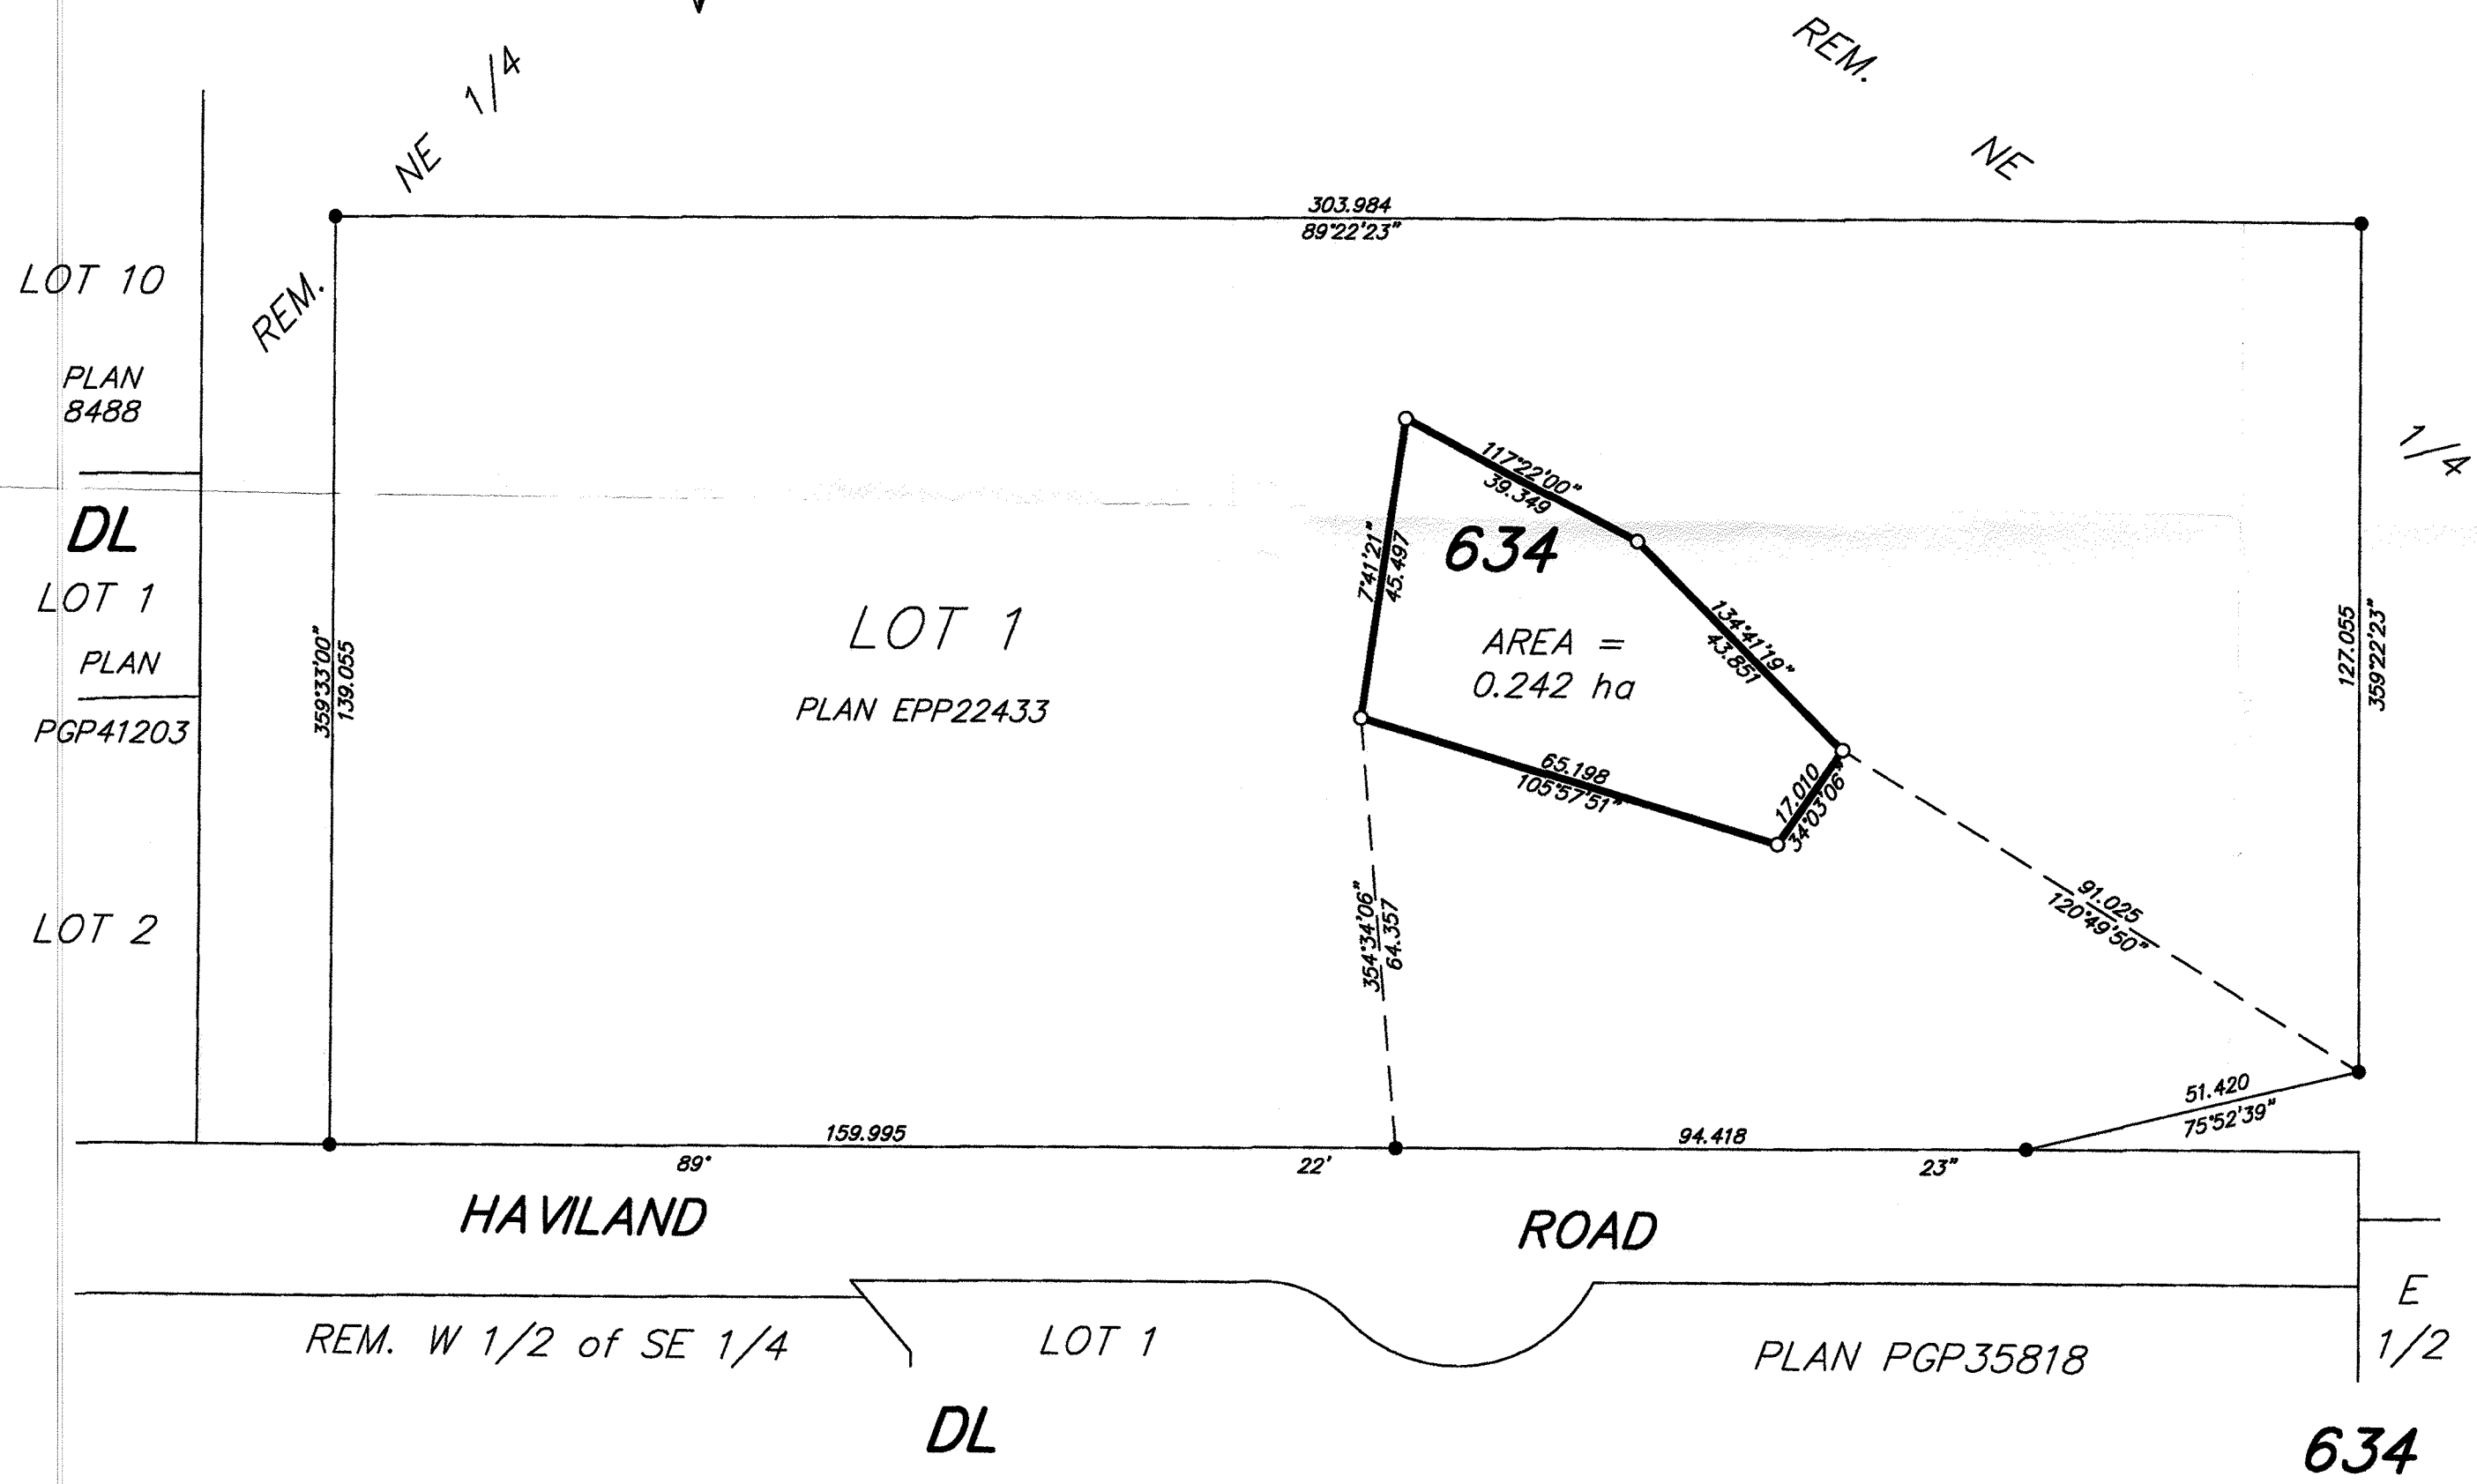 REM.
NE 1/4
NE
1/4
REM.
303.984
89°22'23"
LOT 10
PLAN
8488
DL
LOT 1
PLAN
PGP41203
LOT 2
359°33'00"
139.055
LOT 1
PLAN EPP22433
117°22'00"
39.349
7°41'21"
45.497
634
AREA =
0.242 ha
134°41'19"
43.851
65.198
105°57'51"
17.010
34°03'06"
127.055
359°22'23"
354°34'06"
64.357
91.025
120°49'50"
51.420
75°52'39"
159.995
94.418
89° 22' 23"
HAVILAND ROAD
REM. W 1/2 of SE 1/4
LOT 1
PLAN PGP35818
E
1/2
DL
634